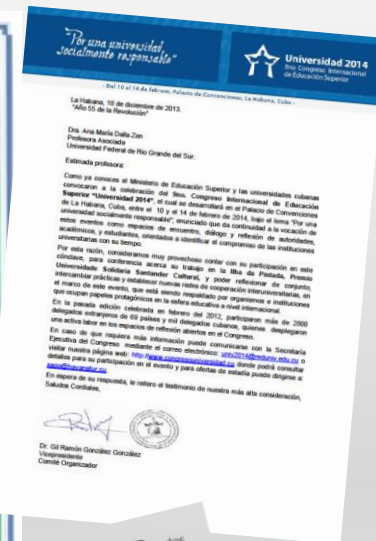 "Por una universidad
socialmente responsable"
Universidad 2014
9no Congreso Internacional
de Educación Superior
- Del 10 al 14 de febrero, Palacio de Convenciones, La Habana, Cuba -
La Habana, 18 de diciembre de 2013.
"Año 55 de la Revolución"
Dra. Ana María Dalla Zen
Profesora Asociada
Universidad Federal de Rio Grande del Sur.
Estimada profesora:
Como ya conoces el Ministerio de Educación Superior y las universidades cubanas
convocaron a la celebración del 9no. Congreso Internacional de Educación
Superior "Universidad 2014", el cual se desarrollará en el Palacio de Convenciones
de La Habana, Cuba, entre el 10 y el 14 de febrero de 2014, bajo el lema "Por una
universidad socialmente responsable", enunciado que da continuidad a la vocación de
estos eventos como espacios de encuentro, diálogo y reflexión de autoridades,
académicos, y estudiantes, orientados a identificar el compromiso de las instituciones
universitarias con su tiempo.
Por esta razón, consideramos muy provechoso contar con su participación en este
cónclave, para conferencia acerca su trabajo en la Ilha da Pintada, Premio
Universidade Solidaria Santander Cultural, y poder reflexionar de conjunto,
intercambiar prácticas y establecer nuevas redes de cooperación interuniversitarias, en
el marco de este evento, que está siendo respaldado por organismos e instituciones
que ocupan papeles protagónicos en la esfera educativa a nivel internacional.
En la pasada edición celebrada en febrero del 2012, participaron más de 2800
delegados extranjeros de 69 países y mil delegados cubanos, quienes desplegaron
una activa labor en los espacios de reflexión abiertos en el Congreso.
En caso de que requiera más información puede comunicarse con la Secretaría
Ejecutiva del Congreso mediante el correo electrónico: univ2014@reduniv.edu.cu o
visitar nuestra página web: http://www.congresouniversidad.cu donde podrá consultar
detalles para su participación en el evento y para ofertas de estadía puede dirigirse a:
En espera de su respuesta, le reitero el testimonio de nuestra más alta consideración,
Saludos Cordiales,
Dr. Gil Ramón González González
Vicepresidente
Comité Organizador